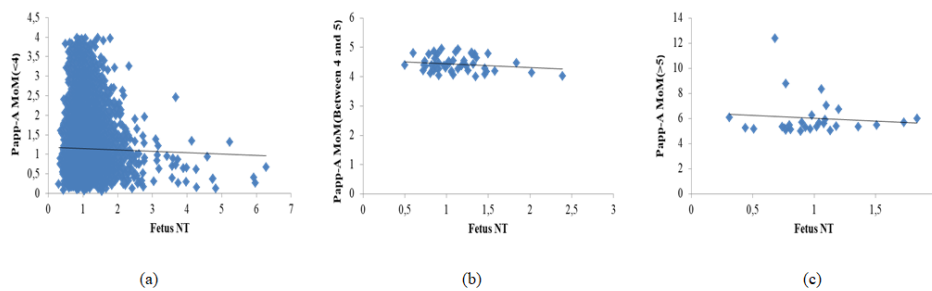 Papp-A MoM(<4)
4,5
4
3,5
3
2,5
2
1,5
1
0,5
0
0 1 2 3 4 5 6 7
Fetus NT
(a)
Papp-A MoM(Between 4 and 5)
6
5
4
3
2
1
0
0 0,5 1 1,5 2 2,5 3
Fetus NT
(b)
Papp-A MoM(>5)
14
12
10
8
6
4
2
0
0 0,5 1 1,5
Fetus NT
(c)